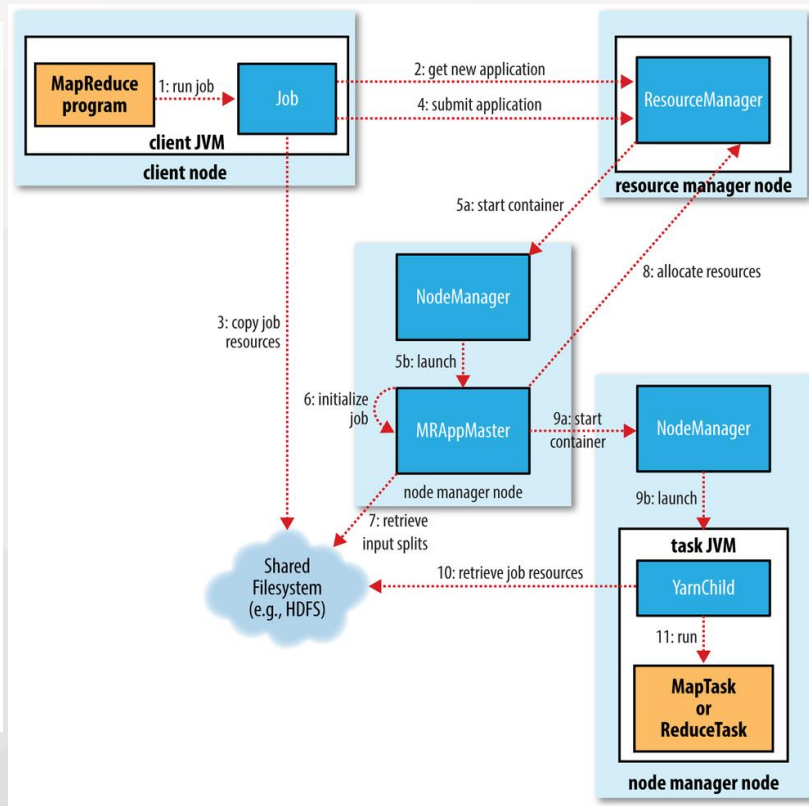 MapReduce
program
1: run job
Job
client JVM
client node
2: get new application
4: submit application
ResourceManager
resource manager node
5a: start container
8: allocate resources
3: copy job
resources
NodeManager
5b: launch
6: initialize
job
MRAppMaster
node manager node
9a: start
container
NodeManager
9b: launch
7: retrieve
input splits
Shared
Filesystem
(e.g., HDFS)
10: retrieve job resources
task JVM
YarnChild
11: run
MapTask
or
ReduceTask
node manager node